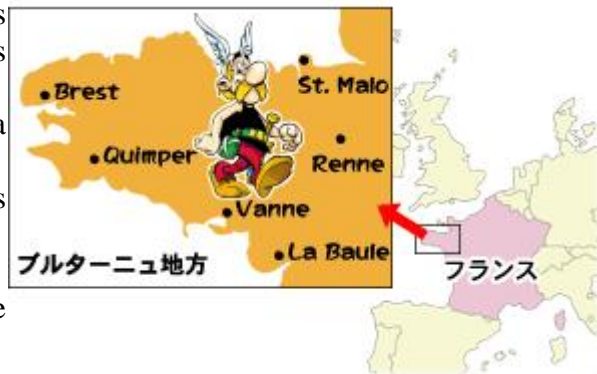 s
s
a
s
e
Brest
St. Malo
Quimper
Renne
Vanne
La Baule
ブルターニュ地方
フランス